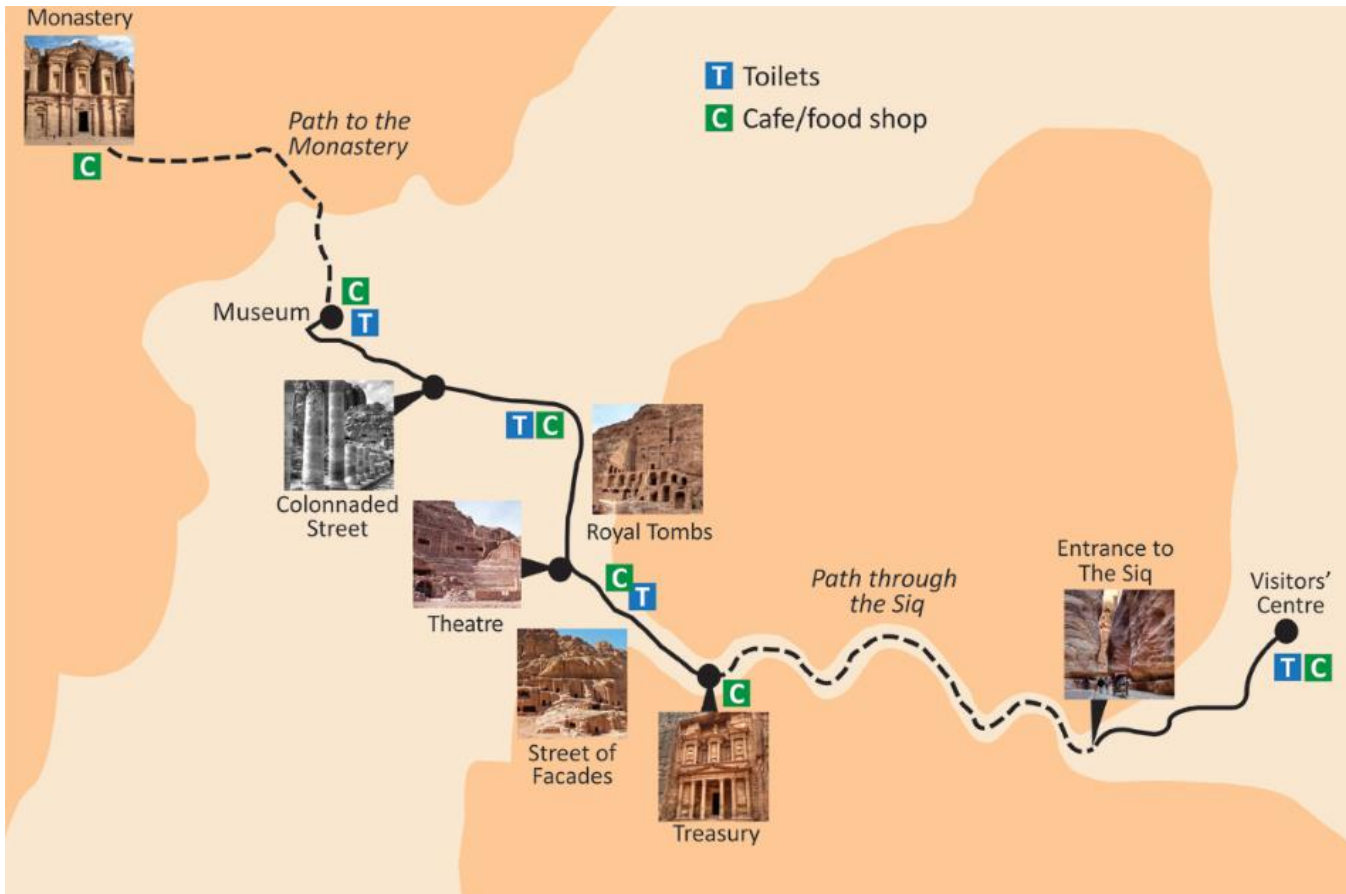 Monastery
T Toilets
C Cafe/food shop
Path to the
Monastery
C
C
Museum
T
T C
Colonnaded
Street
Royal Tombs
Entrance to
The Siq
Path through
the Siq
Visitors'
Centre
C
T
Theatre
T C
C
Street of
Facades
Treasury